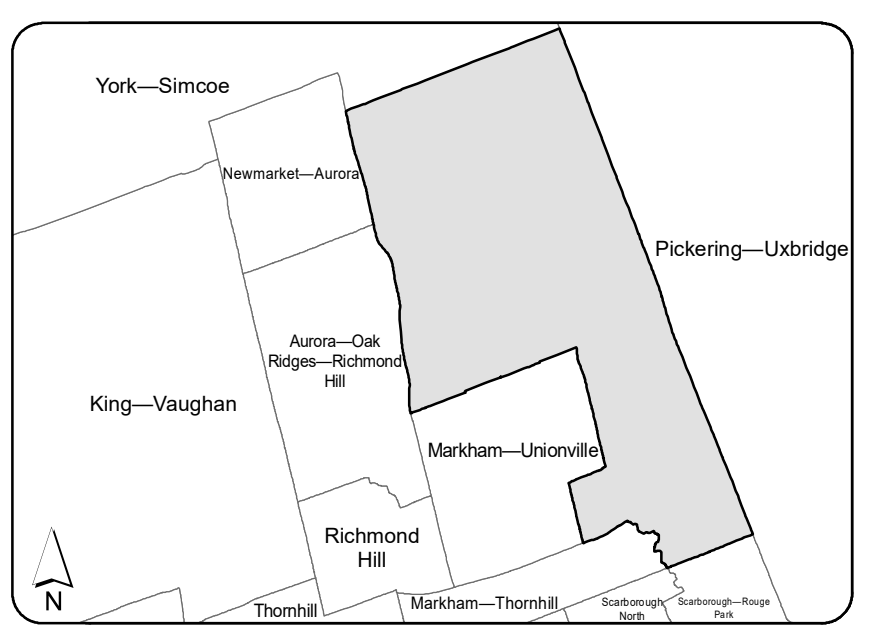 York—Simcoe
Newmarket—Aurora
Pickering—Uxbridge
Aurora—Oak
Ridges—Richmond
Hill
King—Vaughan
Markham—Unionville
Richmond
Hill
N
Thornhill
Markham—Thornhill
Scarborough
North
Scarborough—Rouge
Park